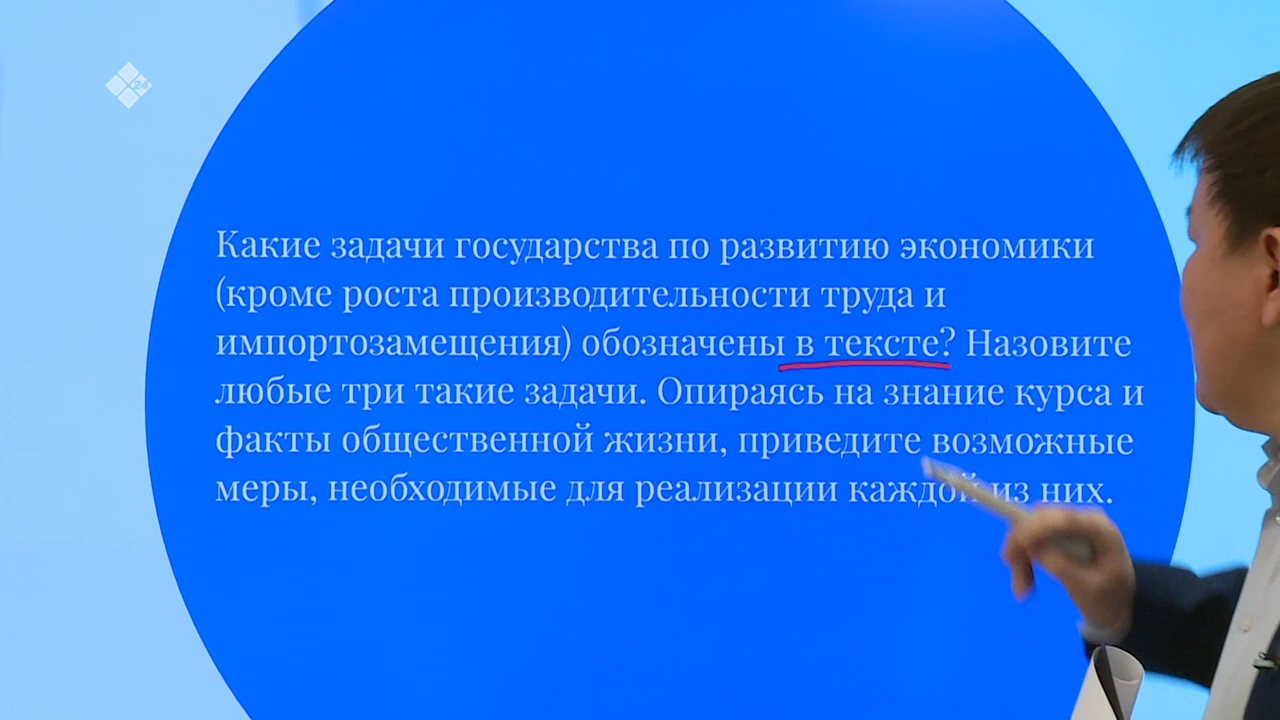 24
Какие задачи государства по развитию экономики
(кроме роста производительности труда и
импортозамещения) обозначены в тексте? Назовите
любые три такие задачи. Опираясь на знание курса и
факты общественной жизни, приведите возможные
меры, необходимые для реализации каждой из них.